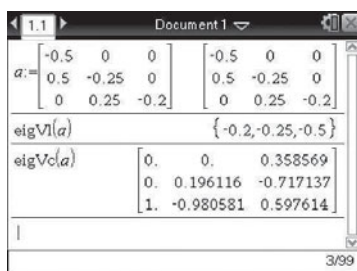 1.1 Document 1
a:= [-0.5 0 0 [-0.5 0 0
0.5 -0.25 0 0.5 -0.25 0
0 0.25 -0.2] 0 0.25 -0.2]
eigVl(a) {-0.2,-0.25,-0.5}
eigVc(a) [0. 0. 0.358569
0. 0.196116 -0.717137
1. -0.980581 0.597614]
3/99